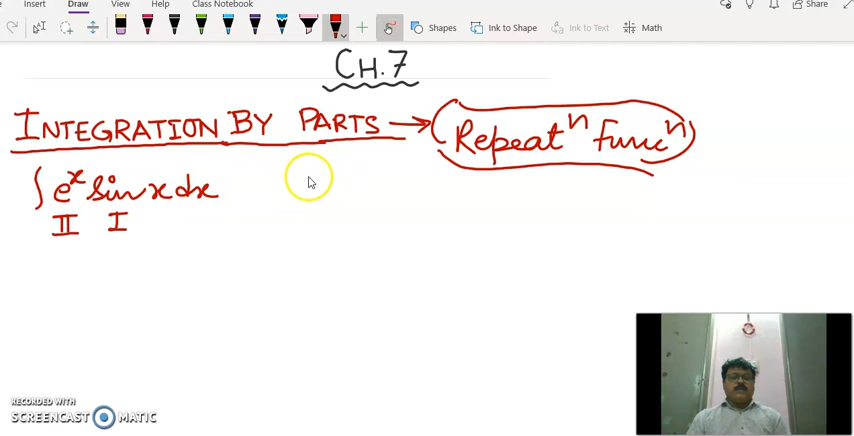 Insert Draw View Help Class Notebook Share
Shapes Ink to Shape Ink to Text Math
CH.7
INTEGRATION BY PARTS → Repeatⁿ Funcⁿ
∫ eˣ sin x dx
II I
RECORDED WITH
SCREENCAST MATIC